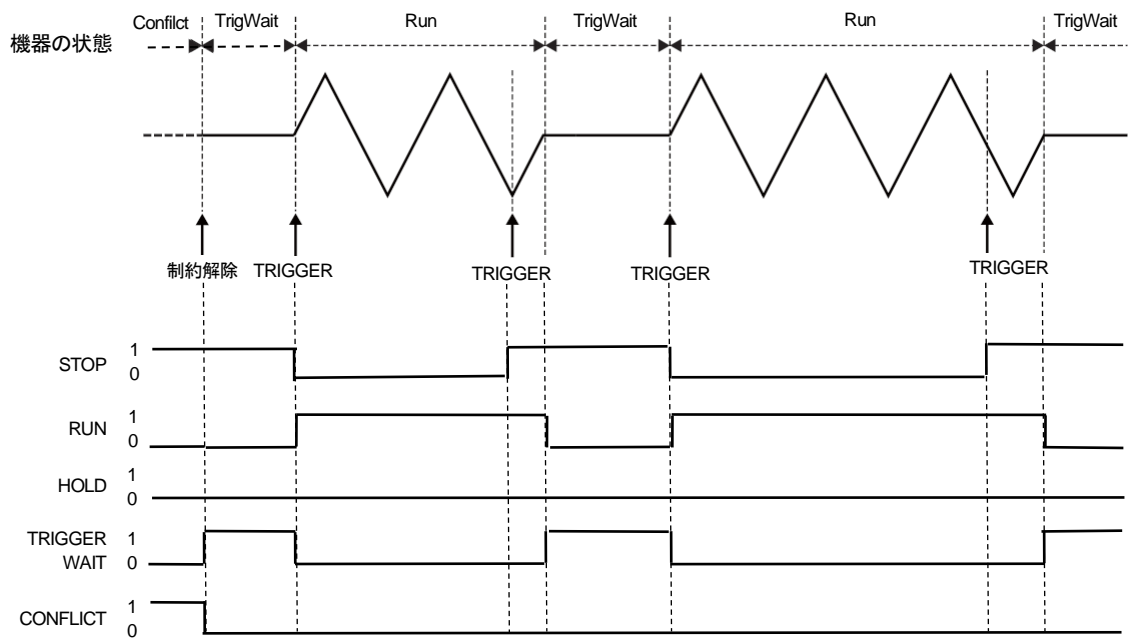 Confilct TrigWait Run TrigWait Run TrigWait
機器の状態
制約解除 TRIGGER TRIGGER TRIGGER TRIGGER
STOP 1
0
RUN 1
0
HOLD 1
0
TRIGGER WAIT 1
0
CONFLICT 1
0